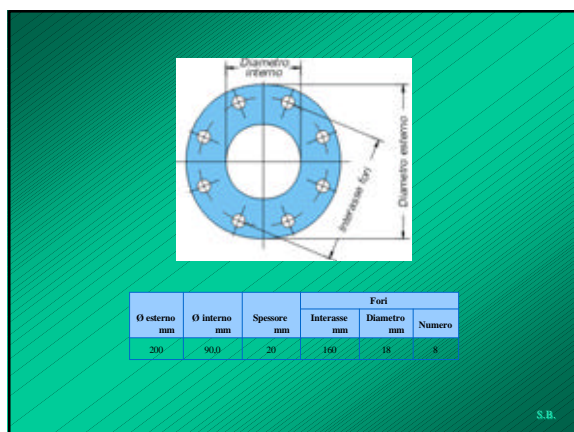 Diametro
interno
Interasse fori
Diametro esterno
Fori
Ø esterno Ø interno Spessore Interasse Diametro Numero
mm mm mm mm mm
200 90,0 20 160 18 8
S.B.